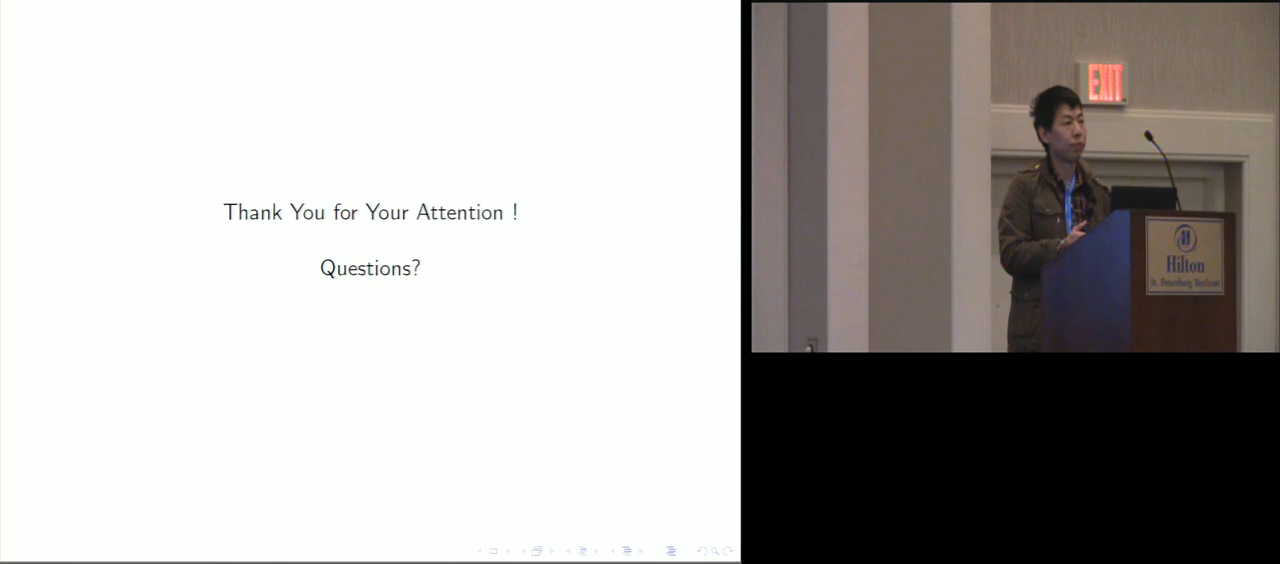 Thank You for Your Attention !
Questions?
EXIT
Hilton
St. Petersburg Bayfront